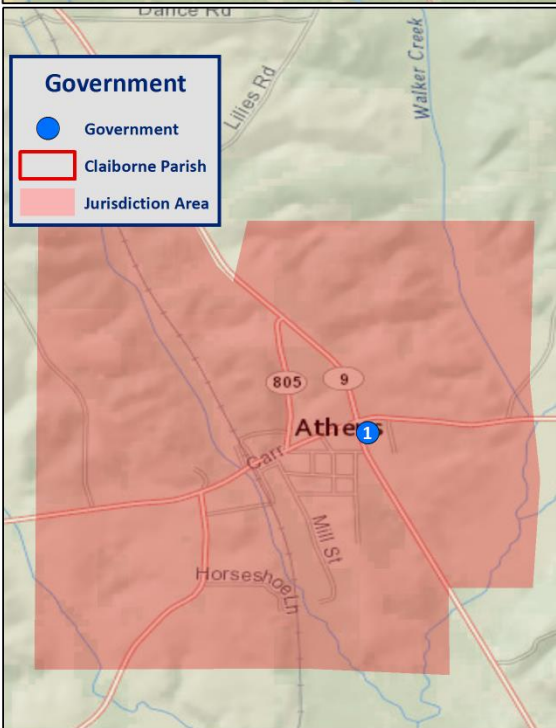 Dance Rd
Lilies Rd
Walker Creek
Government
Government
Claiborne Parish
Jurisdiction Area
805
9
Athens
1
Carr
Mill St
Horseshoe Ln